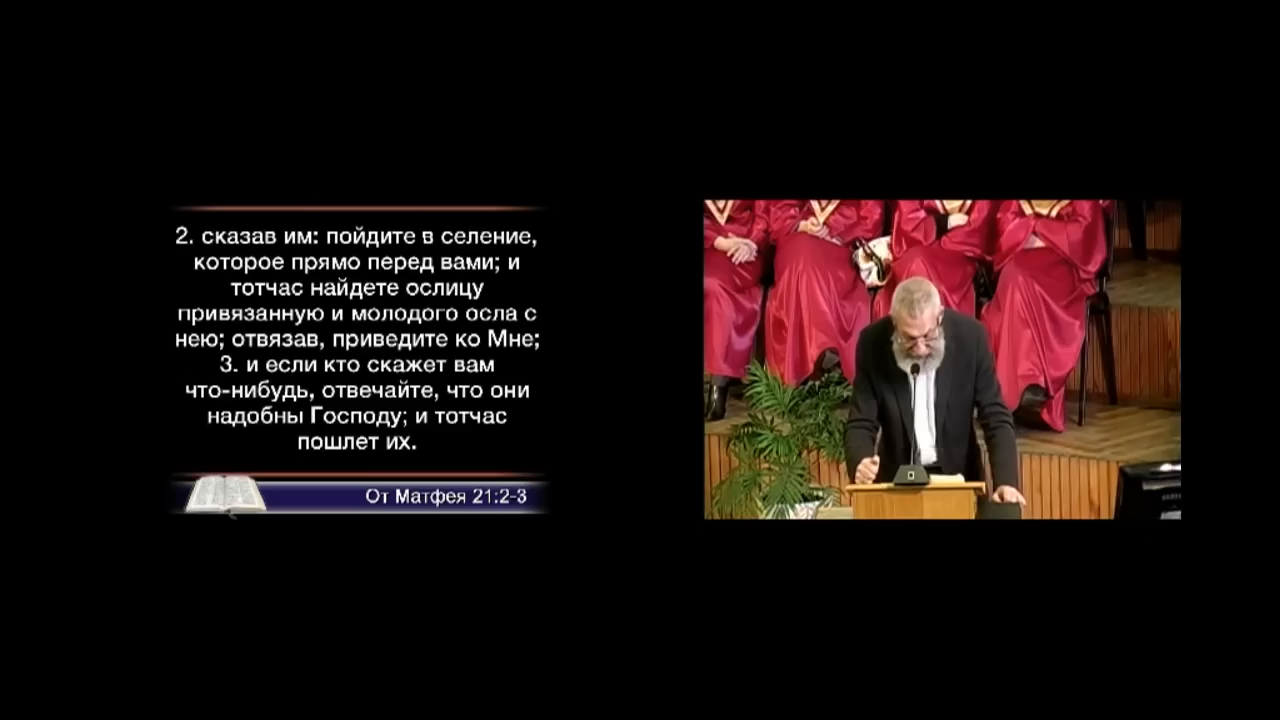 2. сказав им: пойдите в селение,
которое прямо перед вами; и
тотчас найдете ослицу
привязанную и молодого осла с
нею; отвязав, приведите ко Мне;
3. и если кто скажет вам
что-нибудь, отвечайте, что они
надобны Господу; и тотчас
пошлет их.
От Матфея 21:2-3